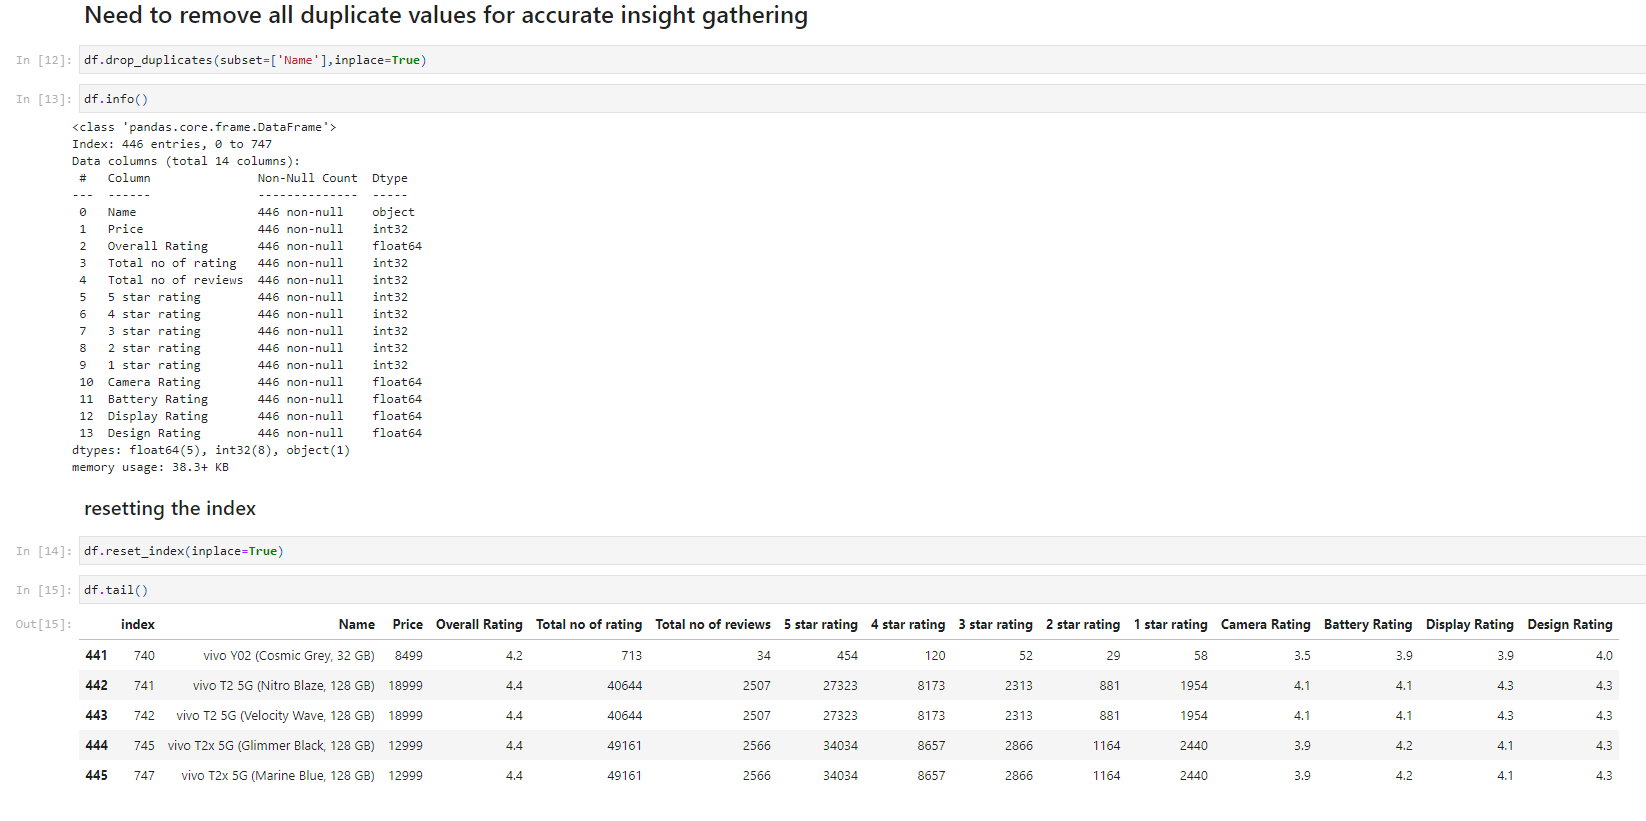 Need to remove all duplicate values for accurate insight gathering
In [12]: df.drop_duplicates(subset=['Name'],inplace=True)
In [13]: df.info()
<class 'pandas.core.frame.DataFrame'>
Index: 446 entries, 0 to 747
Data columns (total 14 columns):
 #   Column               Non-Null Count  Dtype
---  ------               --------------  -----
 0   Name                 446 non-null    object
 1   Price                446 non-null    int32
 2   Overall Rating       446 non-null    float64
 3   Total no of rating   446 non-null    int32
 4   Total no of reviews  446 non-null    int32
 5   5 star rating        446 non-null    int32
 6   4 star rating        446 non-null    int32
 7   3 star rating        446 non-null    int32
 8   2 star rating        446 non-null    int32
 9   1 star rating        446 non-null    int32
 10  Camera Rating        446 non-null    float64
 11  Battery Rating       446 non-null    float64
 12  Display Rating       446 non-null    float64
 13  Design Rating        446 non-null    float64
dtypes: float64(5), int32(8), object(1)
memory usage: 38.3+ KB
resetting the index
In [14]: df.reset_index(inplace=True)
In [15]: df.tail()
Out[15]: index Name Price Overall Rating Total no of rating Total no of reviews 5 star rating 4 star rating 3 star rating 2 star rating 1 star rating Camera Rating Battery Rating Display Rating Design Rating
441 740 vivo Y02 (Cosmic Grey, 32 GB) 8499 4.2 713 34 454 120 52 29 58 3.5 3.9 3.9 4.0
442 741 vivo T2 5G (Nitro Blaze, 128 GB) 18999 4.4 40644 2507 27323 8173 2313 881 1954 4.1 4.1 4.3 4.3
443 742 vivo T2 5G (Velocity Wave, 128 GB) 18999 4.4 40644 2507 27323 8173 2313 881 1954 4.1 4.1 4.3 4.3
444 745 vivo T2x 5G (Glimmer Black, 128 GB) 12999 4.4 49161 2566 34034 8657 2866 1164 2440 3.9 4.2 4.1 4.3
445 747 vivo T2x 5G (Marine Blue, 128 GB) 12999 4.4 49161 2566 34034 8657 2866 1164 2440 3.9 4.2 4.1 4.3